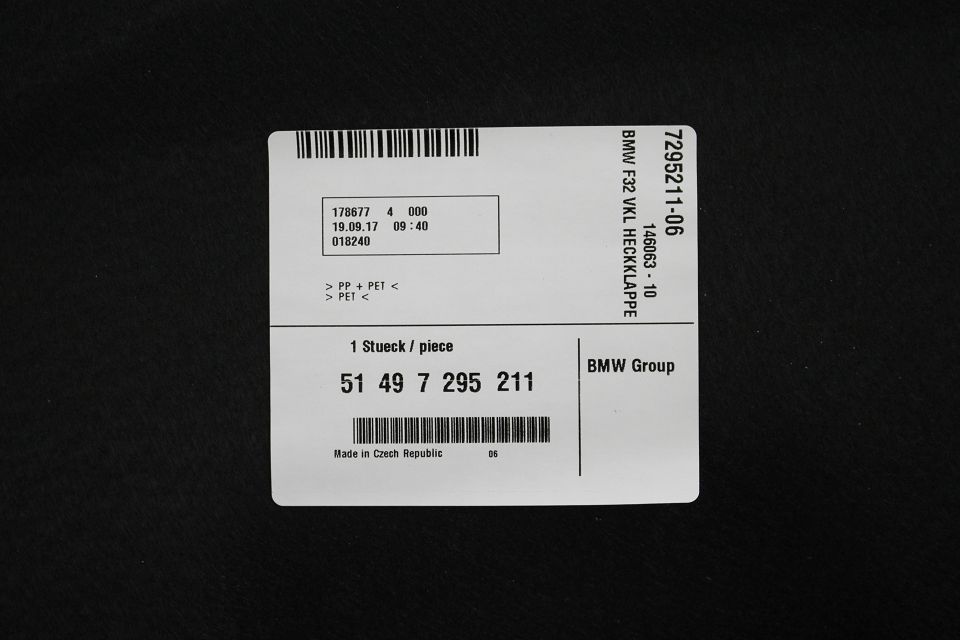 178677 4 000
19.09.17 09:40
018240
> PP + PET <
> PET <
7295211-06
146063 - 10
BMW F32 VKL HECKKLAPPE
1 Stueck / piece
51 49 7 295 211
Made in Czech Republic 06
BMW Group